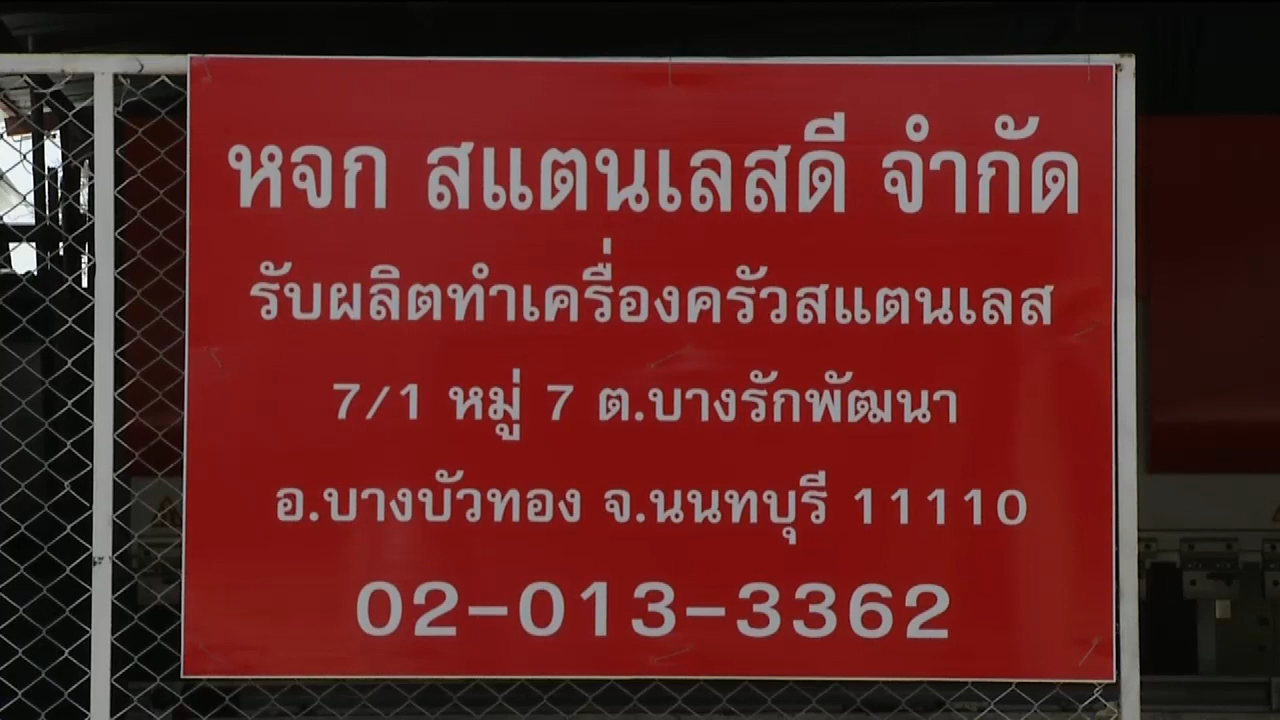 หจก สแตนเลสดี จำกัด
รับผลิตทำเครื่องครัวสแตนเลส
7/1 หมู่ 7 ต.บางรักพัฒนา
อ.บางบัวทอง จ.นนทบุรี 11110
02-013-3362